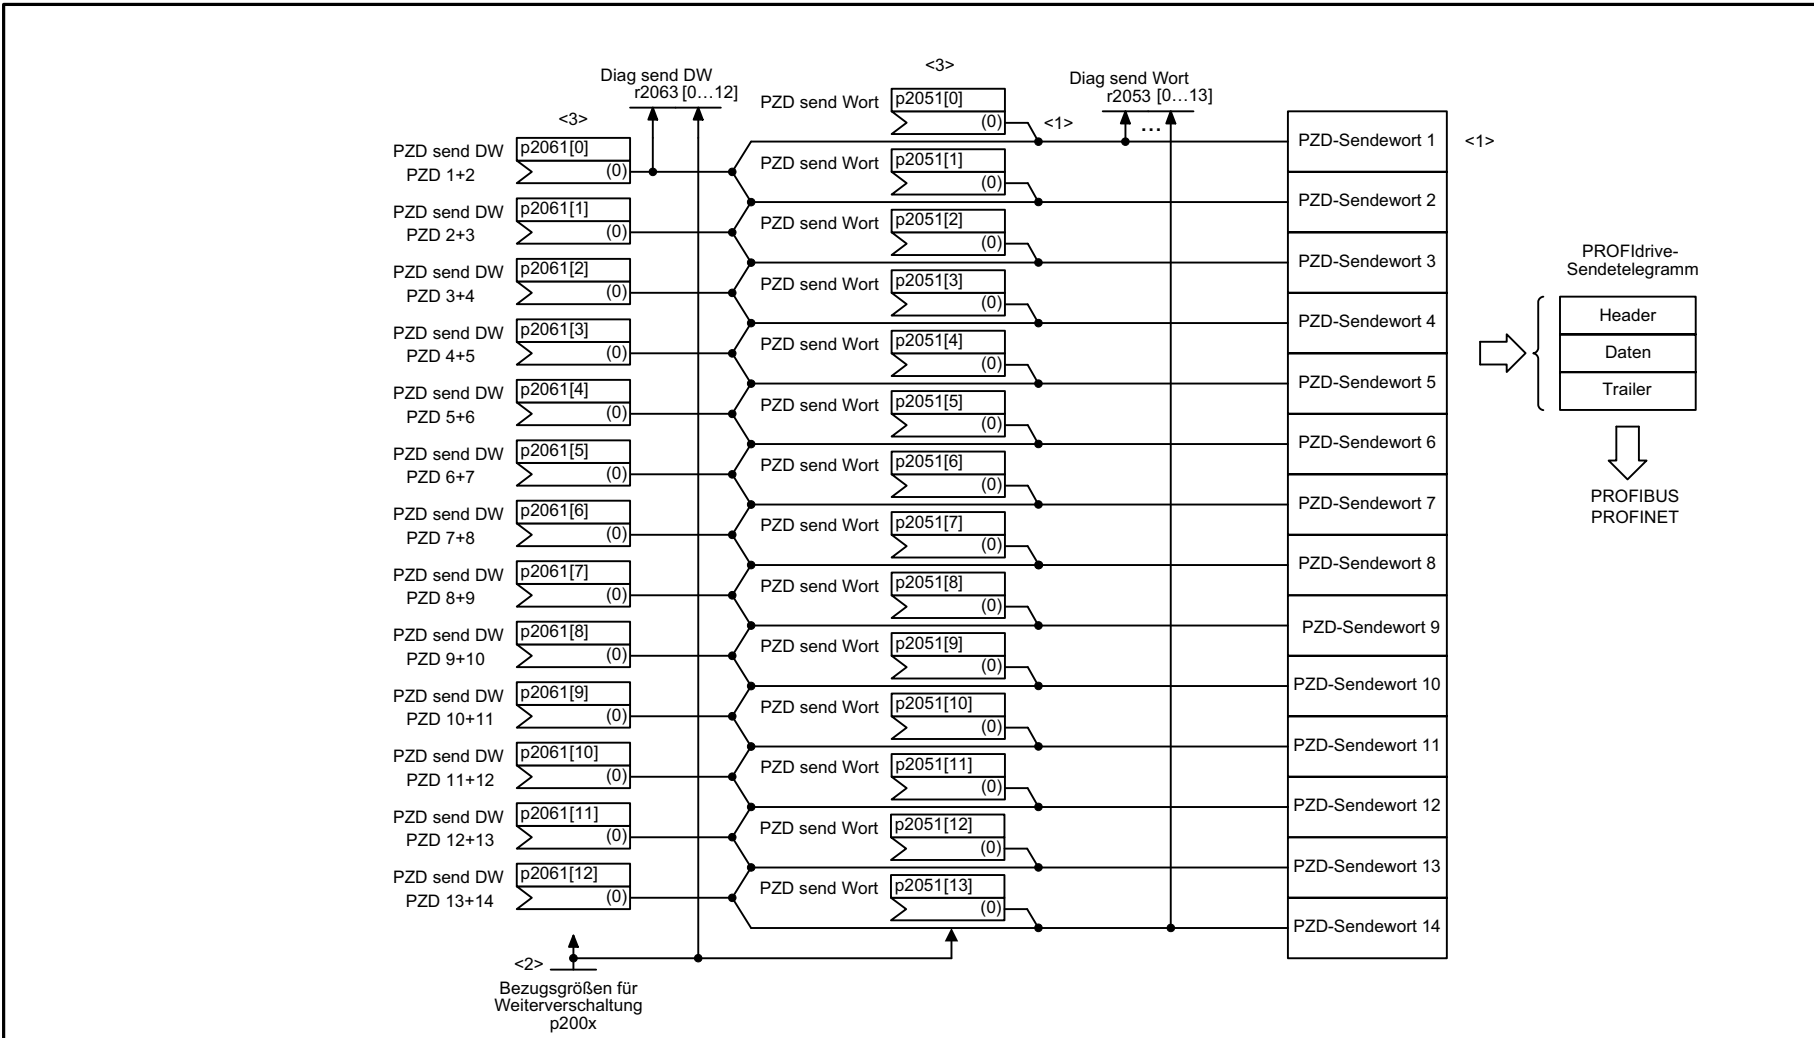 Diag send DW
r2063 [0…12]
<3>
PZD send DW
PZD 1+2
p2061[0]
(0)
PZD send DW
PZD 2+3
p2061[1]
(0)
PZD send DW
PZD 3+4
p2061[2]
(0)
PZD send DW
PZD 4+5
p2061[3]
(0)
PZD send DW
PZD 5+6
p2061[4]
(0)
PZD send DW
PZD 6+7
p2061[5]
(0)
PZD send DW
PZD 7+8
p2061[6]
(0)
PZD send DW
PZD 8+9
p2061[7]
(0)
PZD send DW
PZD 9+10
p2061[8]
(0)
PZD send DW
PZD 10+11
p2061[9]
(0)
PZD send DW
PZD 11+12
p2061[10]
(0)
PZD send DW
PZD 12+13
p2061[11]
(0)
PZD send DW
PZD 13+14
p2061[12]
(0)
<2>
Bezugsgrößen für
Weiterverschaltung
p200x
<3>
PZD send Wort
p2051[0]
(0)
<1>
PZD send Wort
p2051[1]
(0)
PZD send Wort
p2051[2]
(0)
PZD send Wort
p2051[3]
(0)
PZD send Wort
p2051[4]
(0)
PZD send Wort
p2051[5]
(0)
PZD send Wort
p2051[6]
(0)
PZD send Wort
p2051[7]
(0)
PZD send Wort
p2051[8]
(0)
PZD send Wort
p2051[9]
(0)
PZD send Wort
p2051[10]
(0)
PZD send Wort
p2051[11]
(0)
PZD send Wort
p2051[12]
(0)
PZD send Wort
p2051[13]
(0)
Diag send Wort
r2053 [0…13]
...
PZD-Sendewort 1
<1>
PZD-Sendewort 2
PZD-Sendewort 3
PZD-Sendewort 4
PZD-Sendewort 5
PZD-Sendewort 6
PZD-Sendewort 7
PZD-Sendewort 8
PZD-Sendewort 9
PZD-Sendewort 10
PZD-Sendewort 11
PZD-Sendewort 12
PZD-Sendewort 13
PZD-Sendewort 14
PROFIdrive-
Sendetelegramm
Header
Daten
Trailer
PROFIBUS
PROFINET